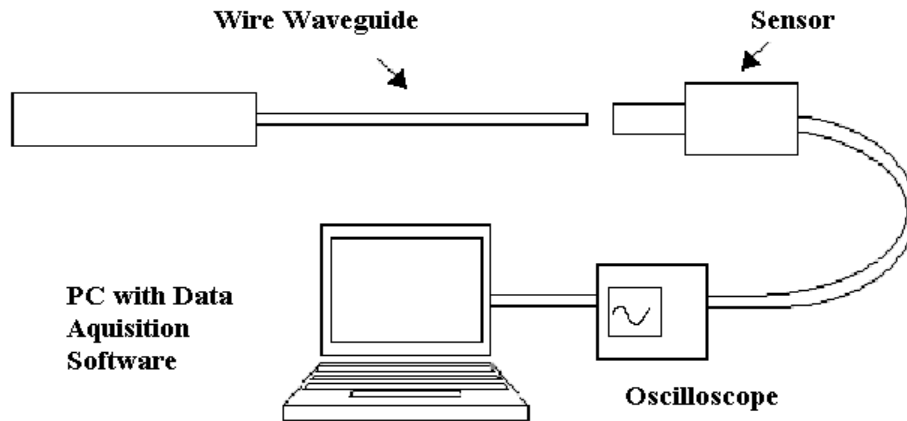 Wire Waveguide
Sensor
PC with Data
Aquisition
Software
Oscilloscope